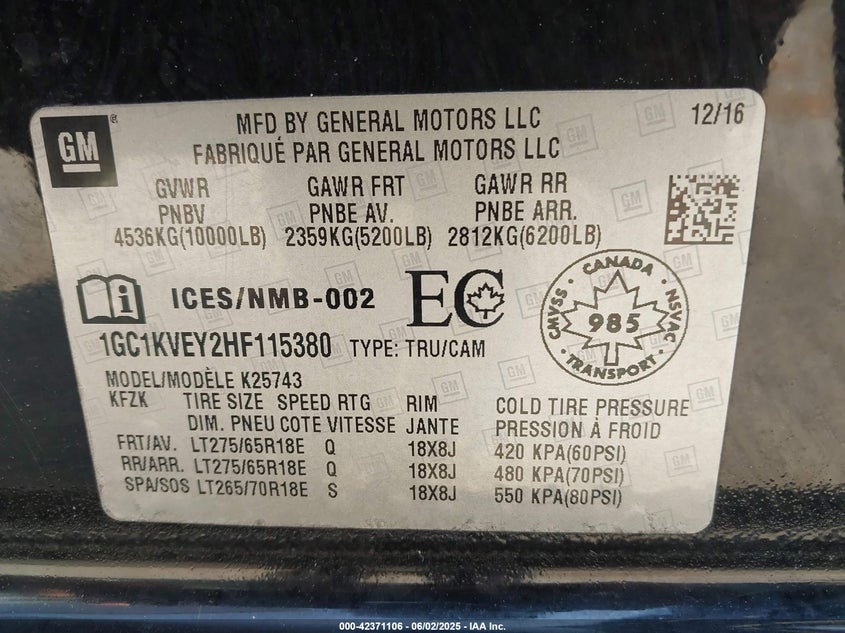 GM
MFD BY GENERAL MOTORS LLC
12/16
FABRIQUÉ PAR GENERAL MOTORS LLC
GVWR GAWR FRT GAWR RR
PNBV PNBE AV. PNBE ARR.
4536KG(10000LB) 2359KG(5200LB) 2812KG(6200LB)
ICES/NMB-002 EC
CANADA
CMVSS 985 NSVAC
TRANSPORT
1GC1KVEY2HF115380 TYPE: TRU/CAM
MODEL/MODÈLE K25743
KFZK TIRE SIZE SPEED RTG RIM COLD TIRE PRESSURE
DIM. PNEU COTE VITESSE JANTE PRESSION À FROID
FRT/AV. LT275/65R18E Q 18X8J 420 KPA(60PSI)
RR/ARR. LT275/65R18E Q 18X8J 480 KPA(70PSI)
SPA/SOS LT265/70R18E S 18X8J 550 KPA(80PSI)
000-42371106 - 06/02/2025 - IAA Inc.